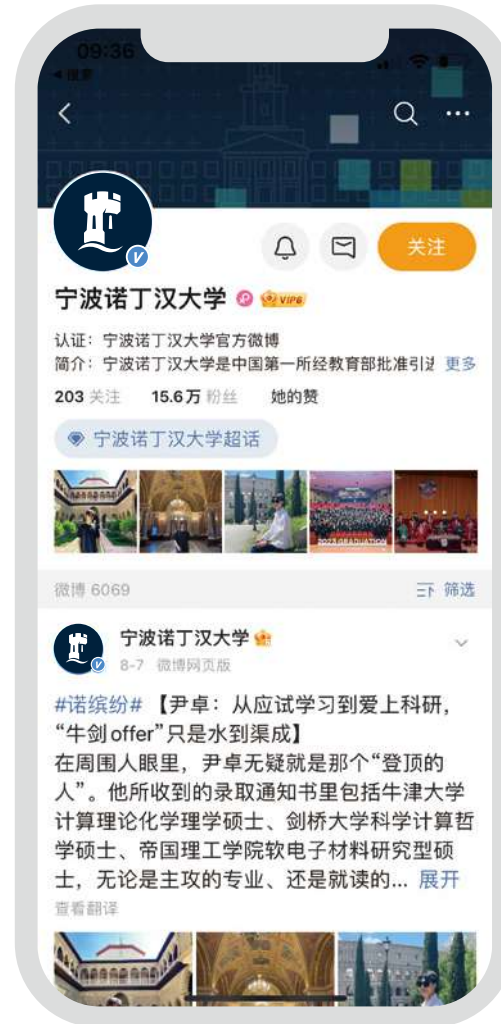 09:36
◀ 搜索
关注
宁波诺丁汉大学 VIP6
认证：宁波诺丁汉大学官方微博
简介：宁波诺丁汉大学是中国第一所经教育部批准引进 更多
203 关注 15.6万 粉丝 她的赞
宁波诺丁汉大学超话
2023 GRADUATION
微博 6069 筛选
宁波诺丁汉大学
8-7 微博网页版
#诺缤纷# 【尹卓：从应试学习到爱上科研，
“牛剑offer”只是水到渠成】
在周围人眼里，尹卓无疑就是那个“登顶的
人”。他所收到的录取通知书里包括牛津大学
计算理论化学理学硕士、剑桥大学科学计算哲
学硕士、帝国理工学院软电子材料研究型硕
士，无论是主攻的专业、还是就读的... 展开
查看翻译